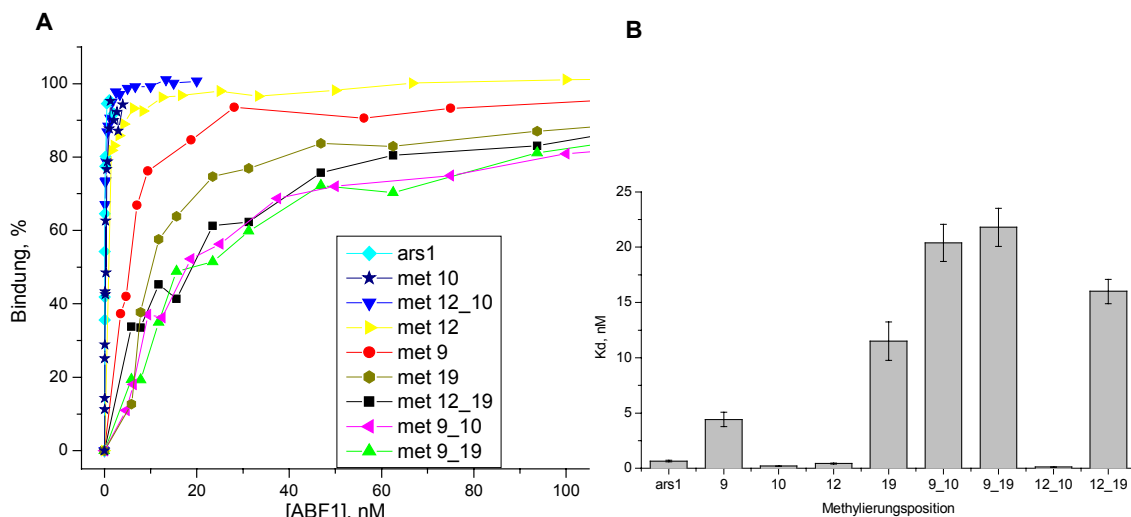 A
Bindung, %
100
80
60
40
20
0
0 20 40 60 80 100
[ABF1], nM
ars1
met 10
met 12_10
met 12
met 9
met 19
met 12_19
met 9_10
met 9_19
B
Kd, nM
25
20
15
10
5
0
ars1 9 10 12 19 9_10 9_19 12_10 12_19
Methylierungsposition